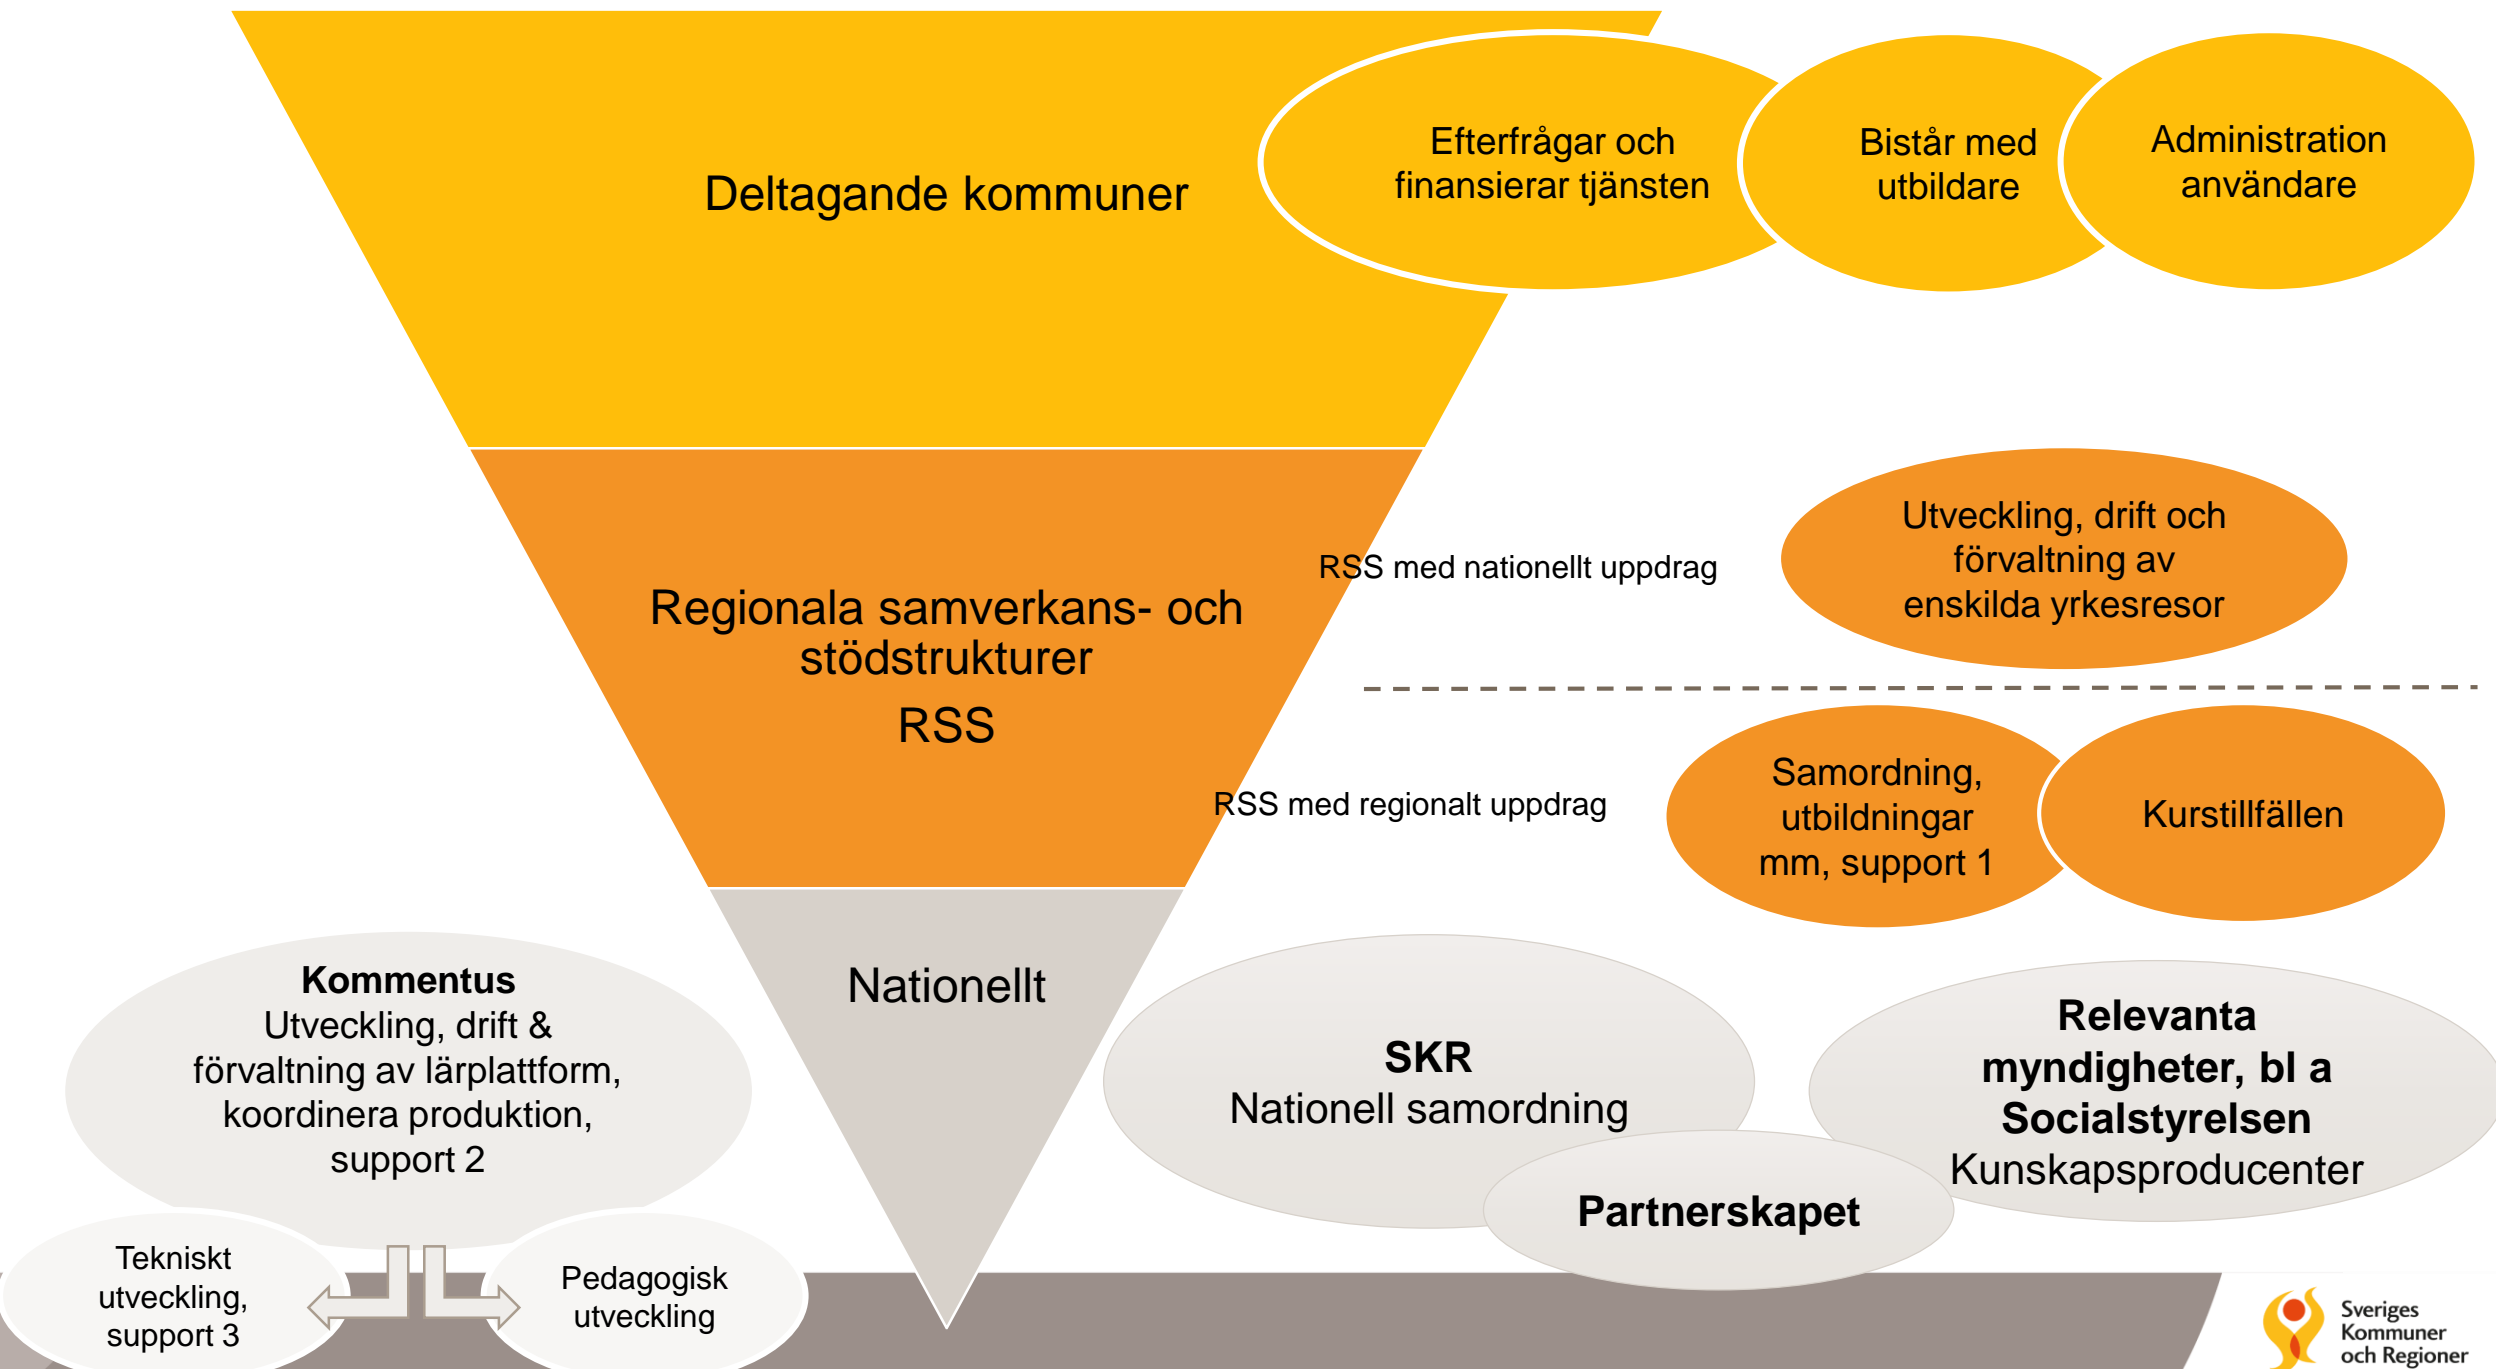 Deltagande kommuner
Efterfrågar och
finansierar tjänsten
Bistår med
utbildare
Administration
användare
Regionala samverkans- och
stödstrukturer
RSS
RSS med nationellt uppdrag
Utveckling, drift och
förvaltning av
enskilda yrkesresor
RSS med regionalt uppdrag
Samordning,
utbildningar
mm, support 1
Kurstillfällen
Nationellt
Kommentus
Utveckling, drift &
förvaltning av lärplattform,
koordinera produktion,
support 2
Tekniskt
utveckling,
support 3
Pedagogisk
utveckling
SKR
Nationell samordning
Partnerskapet
Relevanta
myndigheter, bl a
Socialstyrelsen
Kunskapsproducenter
Sveriges
Kommuner
och Regioner